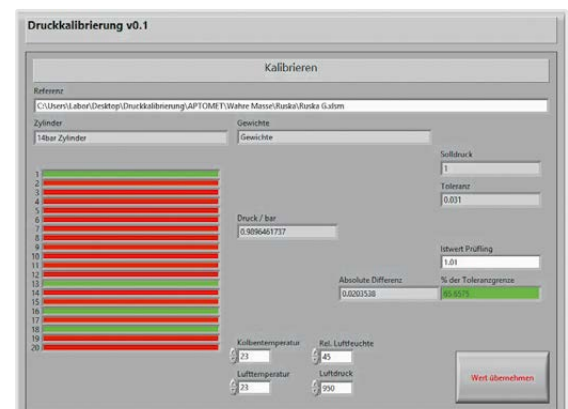 Druckkalibrierung v0.1
Kalibrieren
Referenz
C:\Users\Labor\Desktop\Druckkalibrierung\APTOMET\Wahre Masse\Ruska\Ruska G.xlsm
Zylinder Gewichte
14bar Zylinder Gewichte
Solldruck
1
Toleranz
0.031
1
2
3
4
5
6
7
8
9
10
11
12
13
14
15
16
17
18
19
20
Druck / bar
0.9896461737
Istwert Prüfling
1.01
Absolute Differenz % der Toleranzgrenze
0.0203538 65.6575
Kolbentemperatur Rel. Luftfeuchte
23 45
Lufttemperatur Luftdruck
23 950
Wert übernehmen